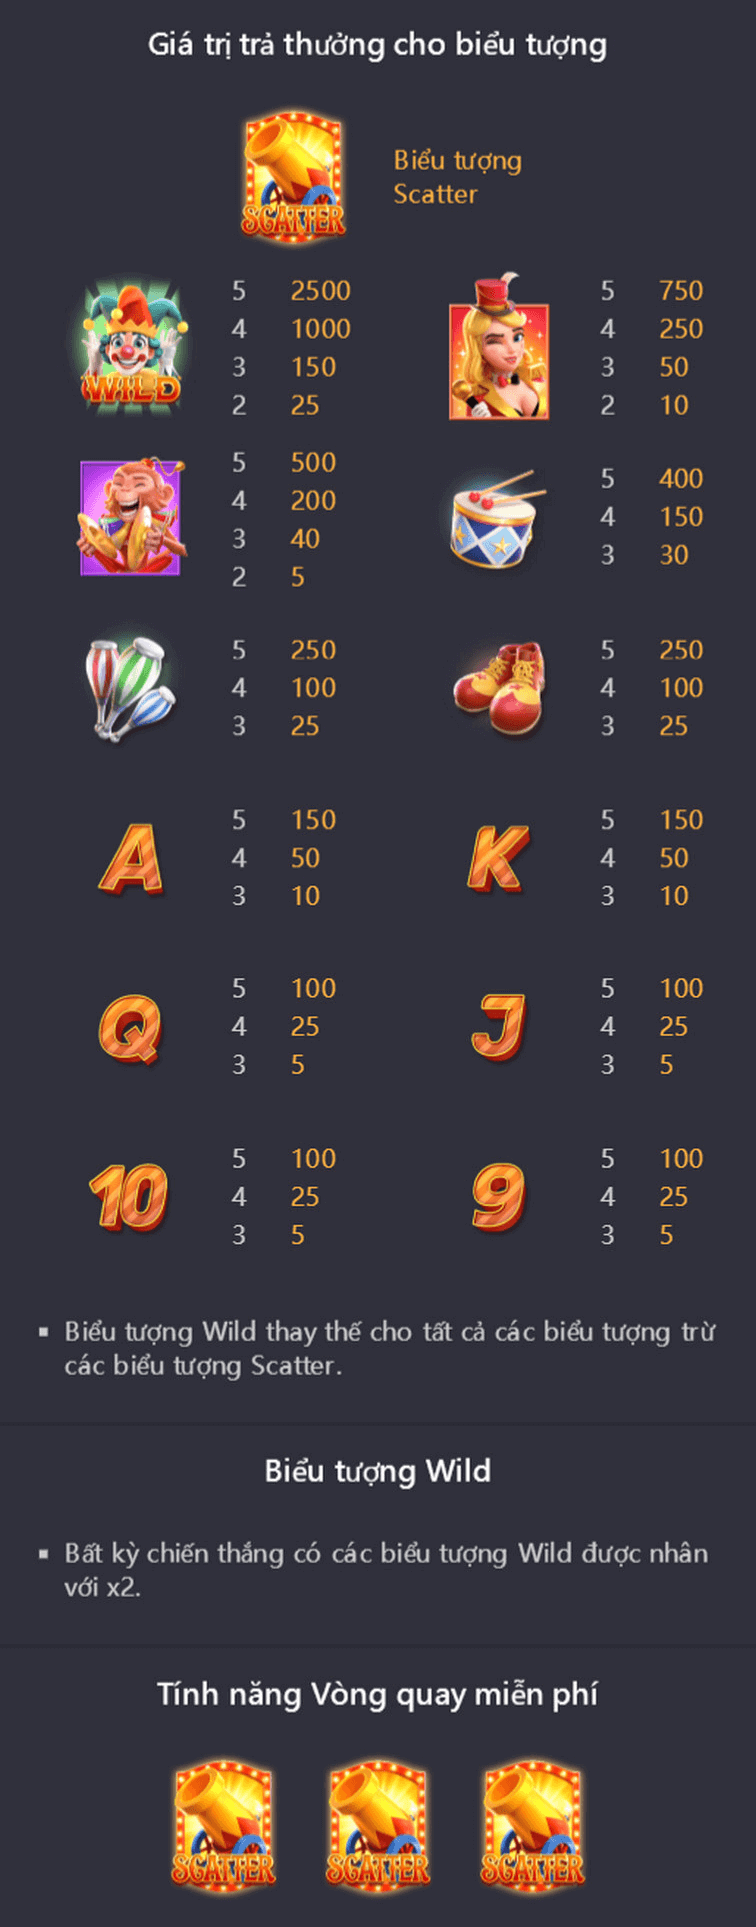 Giá trị trả thưởng cho biểu tượng
SCATTER
Biểu tượng
Scatter
WILD
5 2500
4 1000
3 150
2 25
5 750
4 250
3 50
2 10
5 500
4 200
3 40
2 5
5 400
4 150
3 30
5 250
4 100
3 25
5 250
4 100
3 25
A
5 150
4 50
3 10
K
5 150
4 50
3 10
Q
5 100
4 25
3 5
J
5 100
4 25
3 5
10
5 100
4 25
3 5
9
5 100
4 25
3 5
▪ Biểu tượng Wild thay thế cho tất cả các biểu tượng trừ
các biểu tượng Scatter.
Biểu tượng Wild
▪ Bất kỳ chiến thắng có các biểu tượng Wild được nhân
với x2.
Tính năng Vòng quay miễn phí
SCATTER SCATTER SCATTER